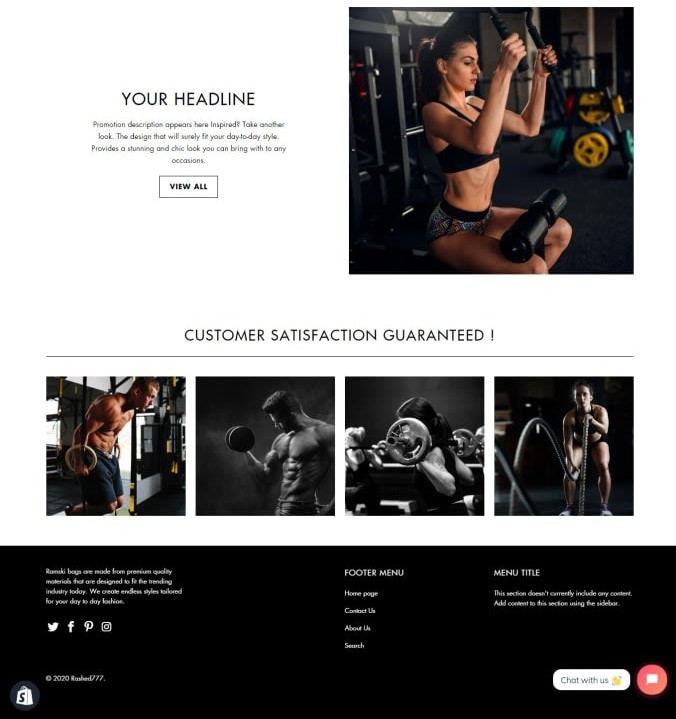 YOUR HEADLINE
Promotion description appears here Inspired? Take another
look. The design that will surely fit your day-to-day style.
Provides a stunning and chic look you can bring with to any
occasions.
VIEW ALL
CUSTOMER SATISFACTION GUARANTEED !
Ramski bags are made from premium quality
materials that are designed to fit the trending
industry today. We create endless styles tailored
for your day to day fashion.
© 2020 Rashed777.
FOOTER MENU
Home page
Contact Us
About Us
Search
MENU TITLE
This section doesn't currently include any content.
Add content to this section using the sidebar.
Chat with us 👋